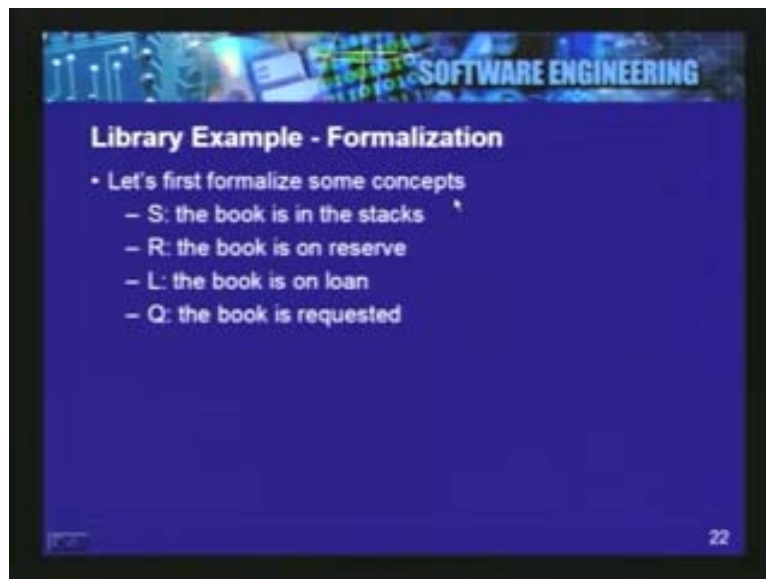 SOFTWARE ENGINEERING
Library Example - Formalization
• Let's first formalize some concepts
– S: the book is in the stacks
– R: the book is on reserve
– L: the book is on loan
– Q: the book is requested
22